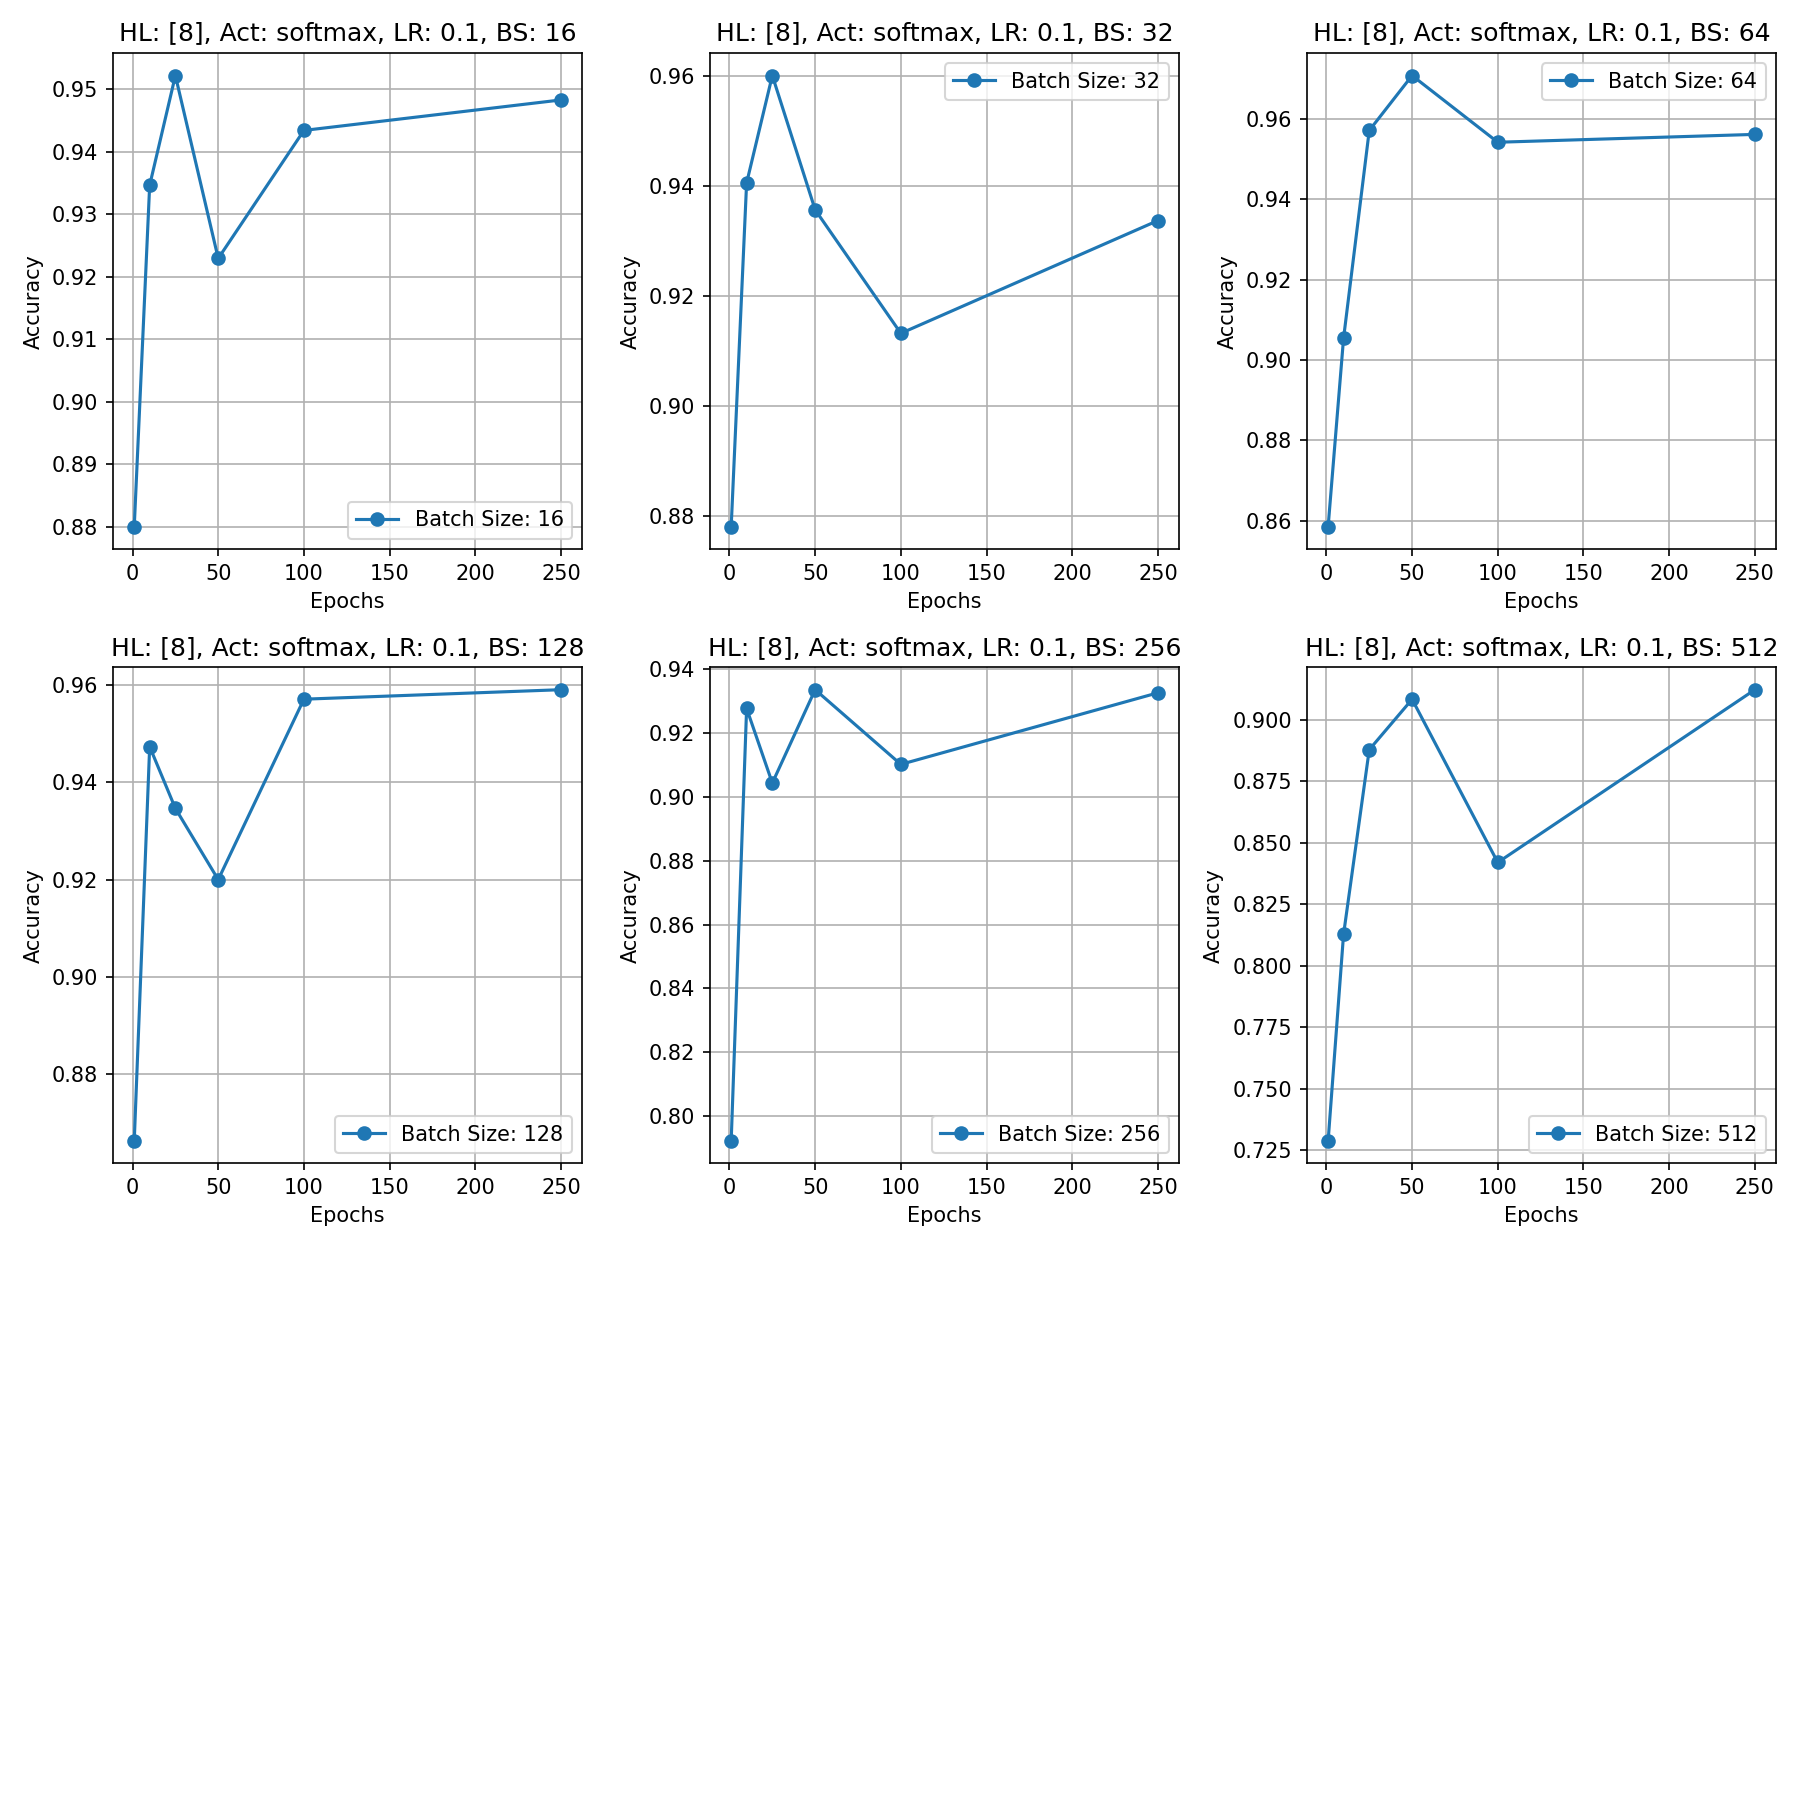 HL: [8], Act: softmax, LR: 0.1, BS: 16
Accuracy
0.95
0.94
0.93
0.92
0.91
0.90
0.89
0.88
Batch Size: 16
0 50 100 150 200 250
Epochs
HL: [8], Act: softmax, LR: 0.1, BS: 32
Accuracy
0.96
0.94
0.92
0.90
0.88
Batch Size: 32
0 50 100 150 200 250
Epochs
HL: [8], Act: softmax, LR: 0.1, BS: 64
Accuracy
0.96
0.94
0.92
0.90
0.88
0.86
Batch Size: 64
0 50 100 150 200 250
Epochs
HL: [8], Act: softmax, LR: 0.1, BS: 128
Accuracy
0.96
0.94
0.92
0.90
0.88
Batch Size: 128
0 50 100 150 200 250
Epochs
HL: [8], Act: softmax, LR: 0.1, BS: 256
Accuracy
0.94
0.92
0.90
0.88
0.86
0.84
0.82
0.80
Batch Size: 256
0 50 100 150 200 250
Epochs
HL: [8], Act: softmax, LR: 0.1, BS: 512
Accuracy
0.900
0.875
0.850
0.825
0.800
0.775
0.750
0.725
Batch Size: 512
0 50 100 150 200 250
Epochs